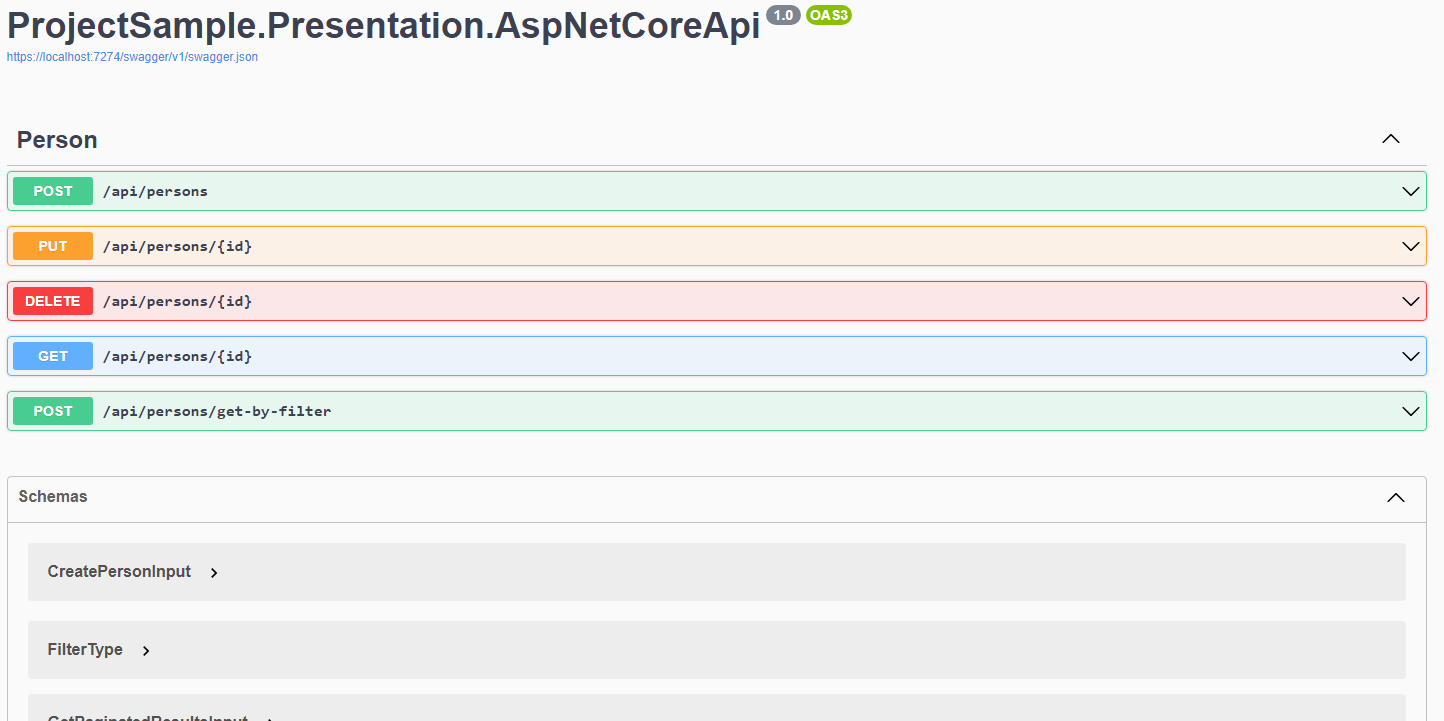 ProjectSample.Presentation.AspNetCoreApi 1.0 OAS3
https://localhost:7274/swagger/v1/swagger.json
Person
POST /api/persons
PUT /api/persons/{id}
DELETE /api/persons/{id}
GET /api/persons/{id}
POST /api/persons/get-by-filter
Schemas
CreatePersonInput
FilterType
GetPaginatedResultsInput